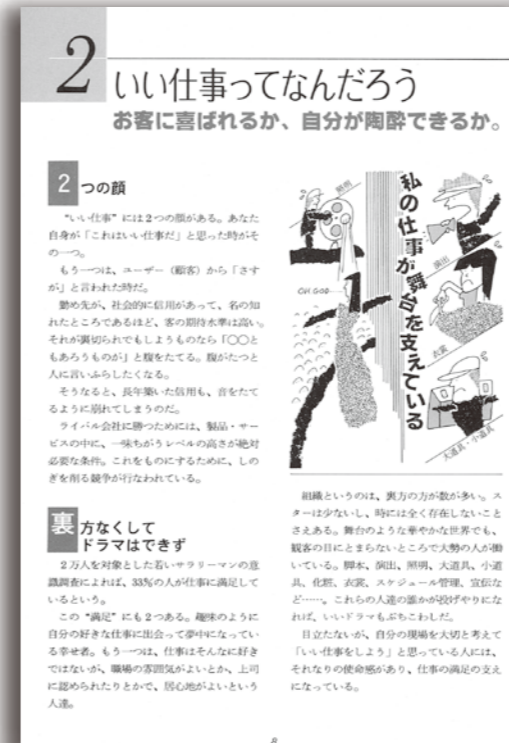 2
いい仕事ってなんだろう
お客に喜ばれるか、自分が陶酔できるか。
2つの顔
“いい仕事”には2つの顔がある。あなた
自身が「これはいい仕事だ」と思った時がそ
の一つ。
もう一つは、ユーザー（顧客）から「さす
が」と言われた時だ。
勤め先が、社会的に信用があって、名の知
れたところであるほど、客の期待水準は高い。
それが裏切られでもしようものなら「○○と
もあろうものが」と腹をたてる。腹がたつと
人に言いふらしたくなる。
そうなると、長年築いた信用も、音をたて
るように崩れてしまうのだ。
ライバル会社に勝つためには、製品・サー
ビスの中に、一味ちがうレベルの高さが絶対
必要な条件。これをものにするために、しの
ぎを削る競争が行なわれている。
裏方なくして
ドラマはできず
2万人を対象とした若いサラリーマンの意
識調査によれば、33%の人が仕事に満足して
いるという。
この“満足”にも2つある。趣味のように
自分の好きな仕事に出会って夢中になってい
る幸せ者。もう一つは、仕事はそんなに好き
ではないが、職場の雰囲気がよいとか、上司
に認められたりとかで、居心地がよいという
人達。
私の仕事が舞台を支えている
照明
OH GOD
演出
衣裳
大道具・小道具
組織というのは、裏方の方が数が多い。ス
ターは少ないし、時には全く存在しないこと
さえある。舞台のような華やかな世界でも、
観客の目にとまらないところで大勢の人が働
いている。脚本、演出、照明、大道具、小道
具、化粧、衣裳、スケジュール管理、宣伝な
ど……。これらの人達の誰かが投げやりにな
れば、いいドラマもぶちこわしだ。
目立たないが、自分の現場を大切と考えて
「いい仕事をしよう」と思っている人には、
それなりの使命感があり、仕事の満足の支え
になっている。
8